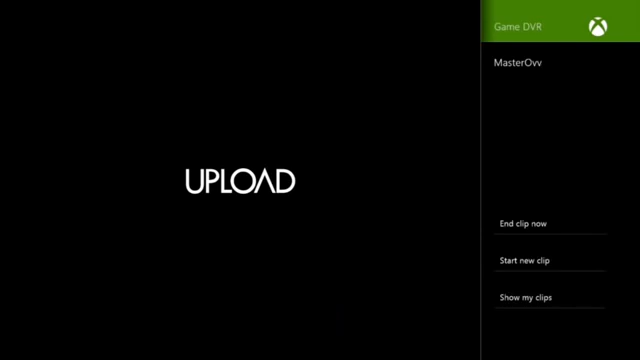 Game DVR
MasterOvv
UPLOAD
End clip now
Start new clip
Show my clips